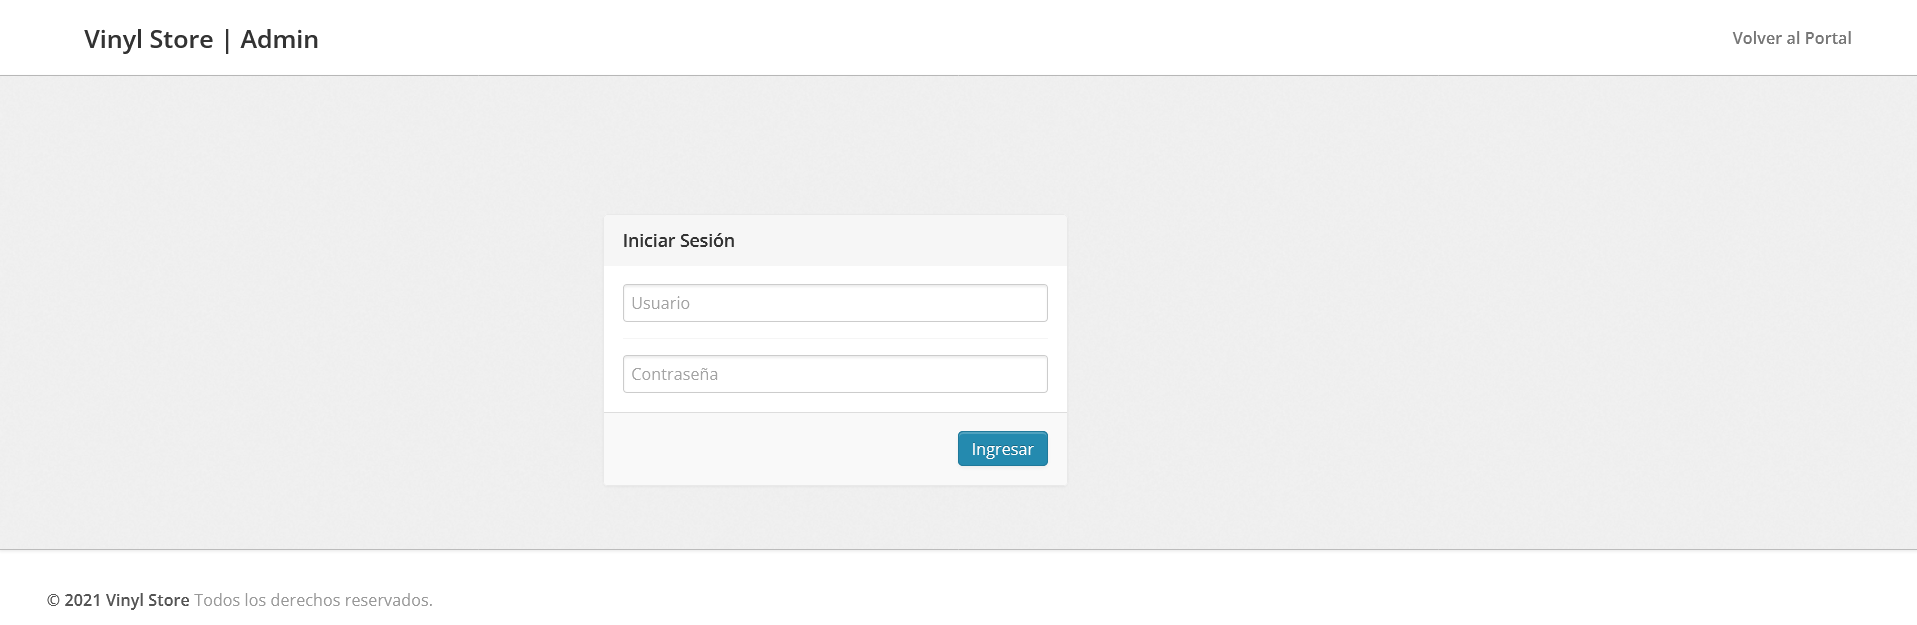 Vinyl Store | Admin
Volver al Portal
Iniciar Sesión
Usuario
Contraseña
Ingresar
© 2021 Vinyl Store Todos los derechos reservados.